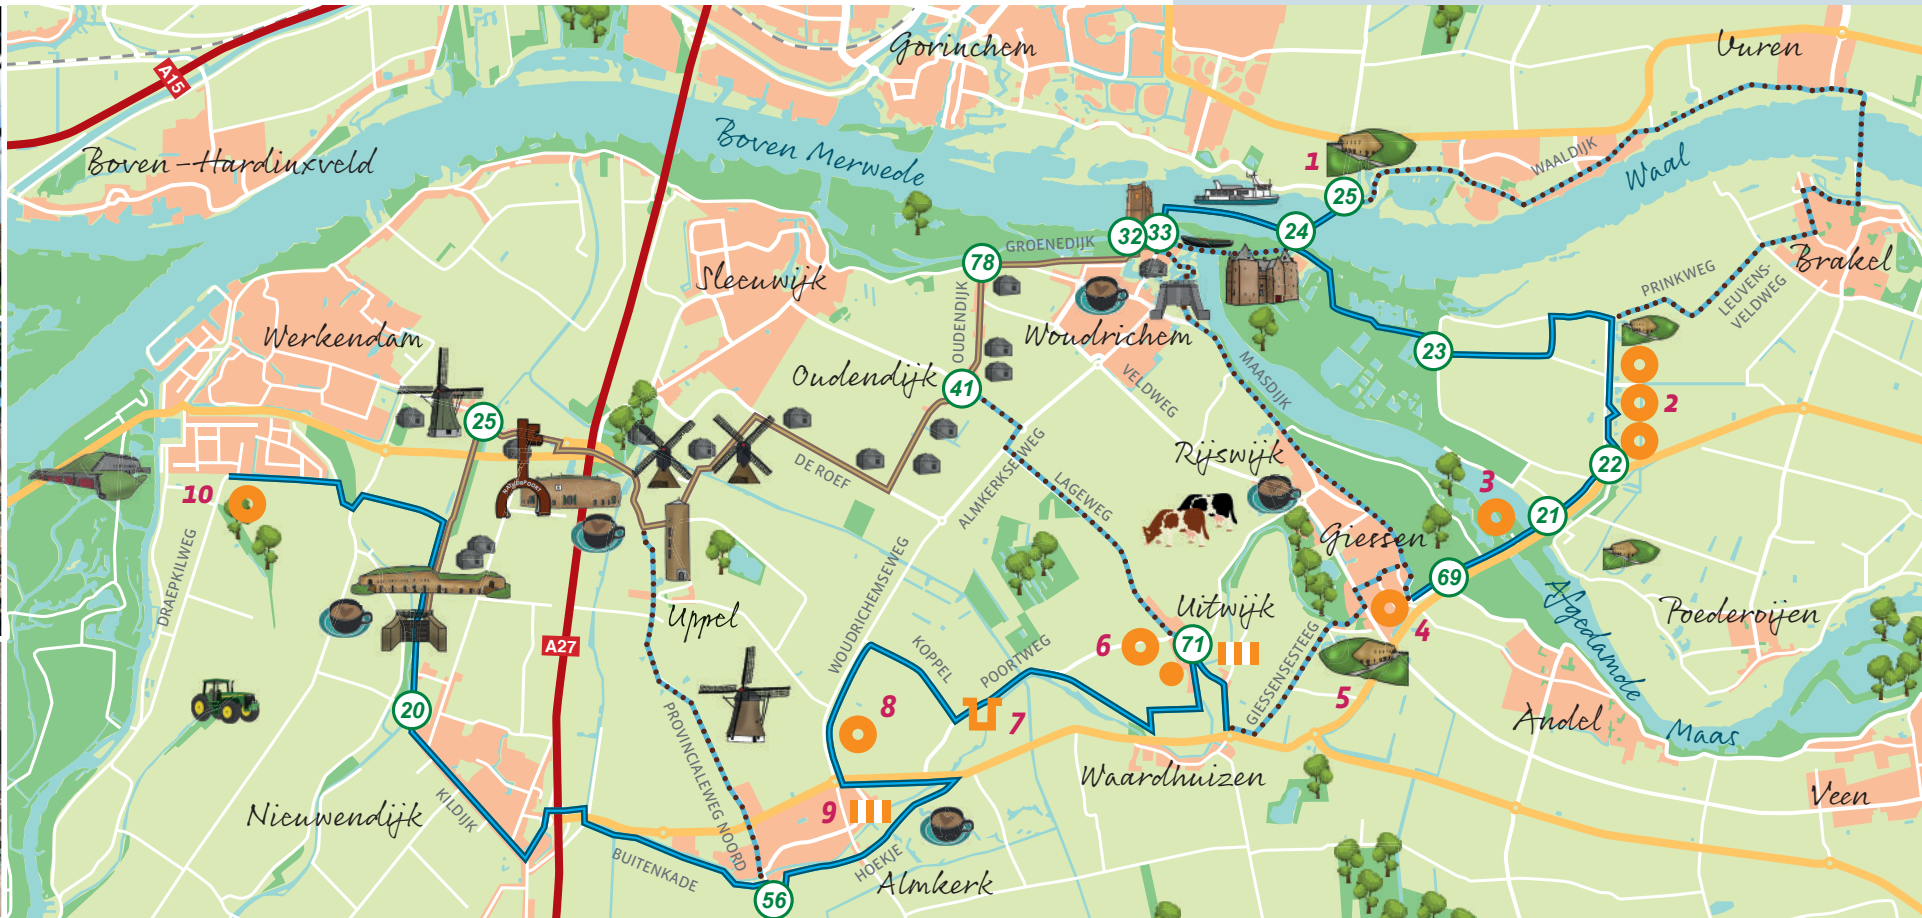 Gorinchem
Vuren
A15
Boven-Hardinxveld
Boven Merwede
1
WAALDIJK
Waal
25
32
33
24
GROENEDIJK
78
Brakel
PRINKWEG
LEUVENS-
VELDWEG
Sleeuwijk
Werkendam
Woudrichem
OUDENDIJK
23
MAASDIJK
Oudendijk
41
VELDWEG
2
25
Rijswijk
22
DE ROEF
ALMKERKSEWEG
LAGEWEG
3
10
NATUURPOORT
21
Giessen
DRAEPKILWEG
WOUDRICHEMSEWEG
69
Afgedamde
Maas
Poederoijen
Uppel
Uitwijk
4
A27
KOPPEL
POORTWEG
6
71
GIESSENSESTEEG
5
20
8
7
Andel
PROVINCIALEWEG NOORD
Waardhuizen
Veen
Nieuwendijk
KILDIJK
9
BUITENKADE
HOEKJE
Almkerk
56